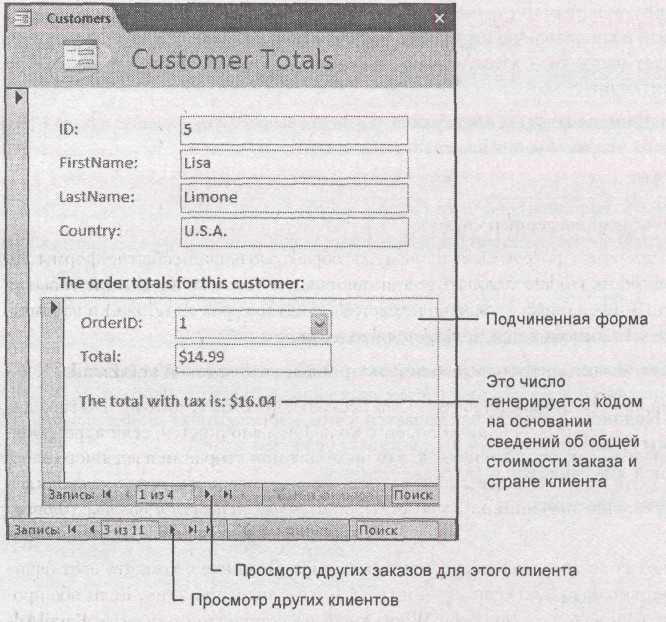 Customers
Customer Totals
ID: 5
FirstName: Lisa
LastName: Limone
Country: U.S.A.
The order totals for this customer:
OrderID: 1
Total: $14.99
The total with tax is: $16.04
Записи: 1 из 4 Поиск
Записи: 3 из 11 Поиск
Подчиненная форма
Это число
генерируется кодом
на основании
сведений об общей
стоимости заказа и
стране клиента
Просмотр других заказов для этого клиента
Просмотр других клиентов